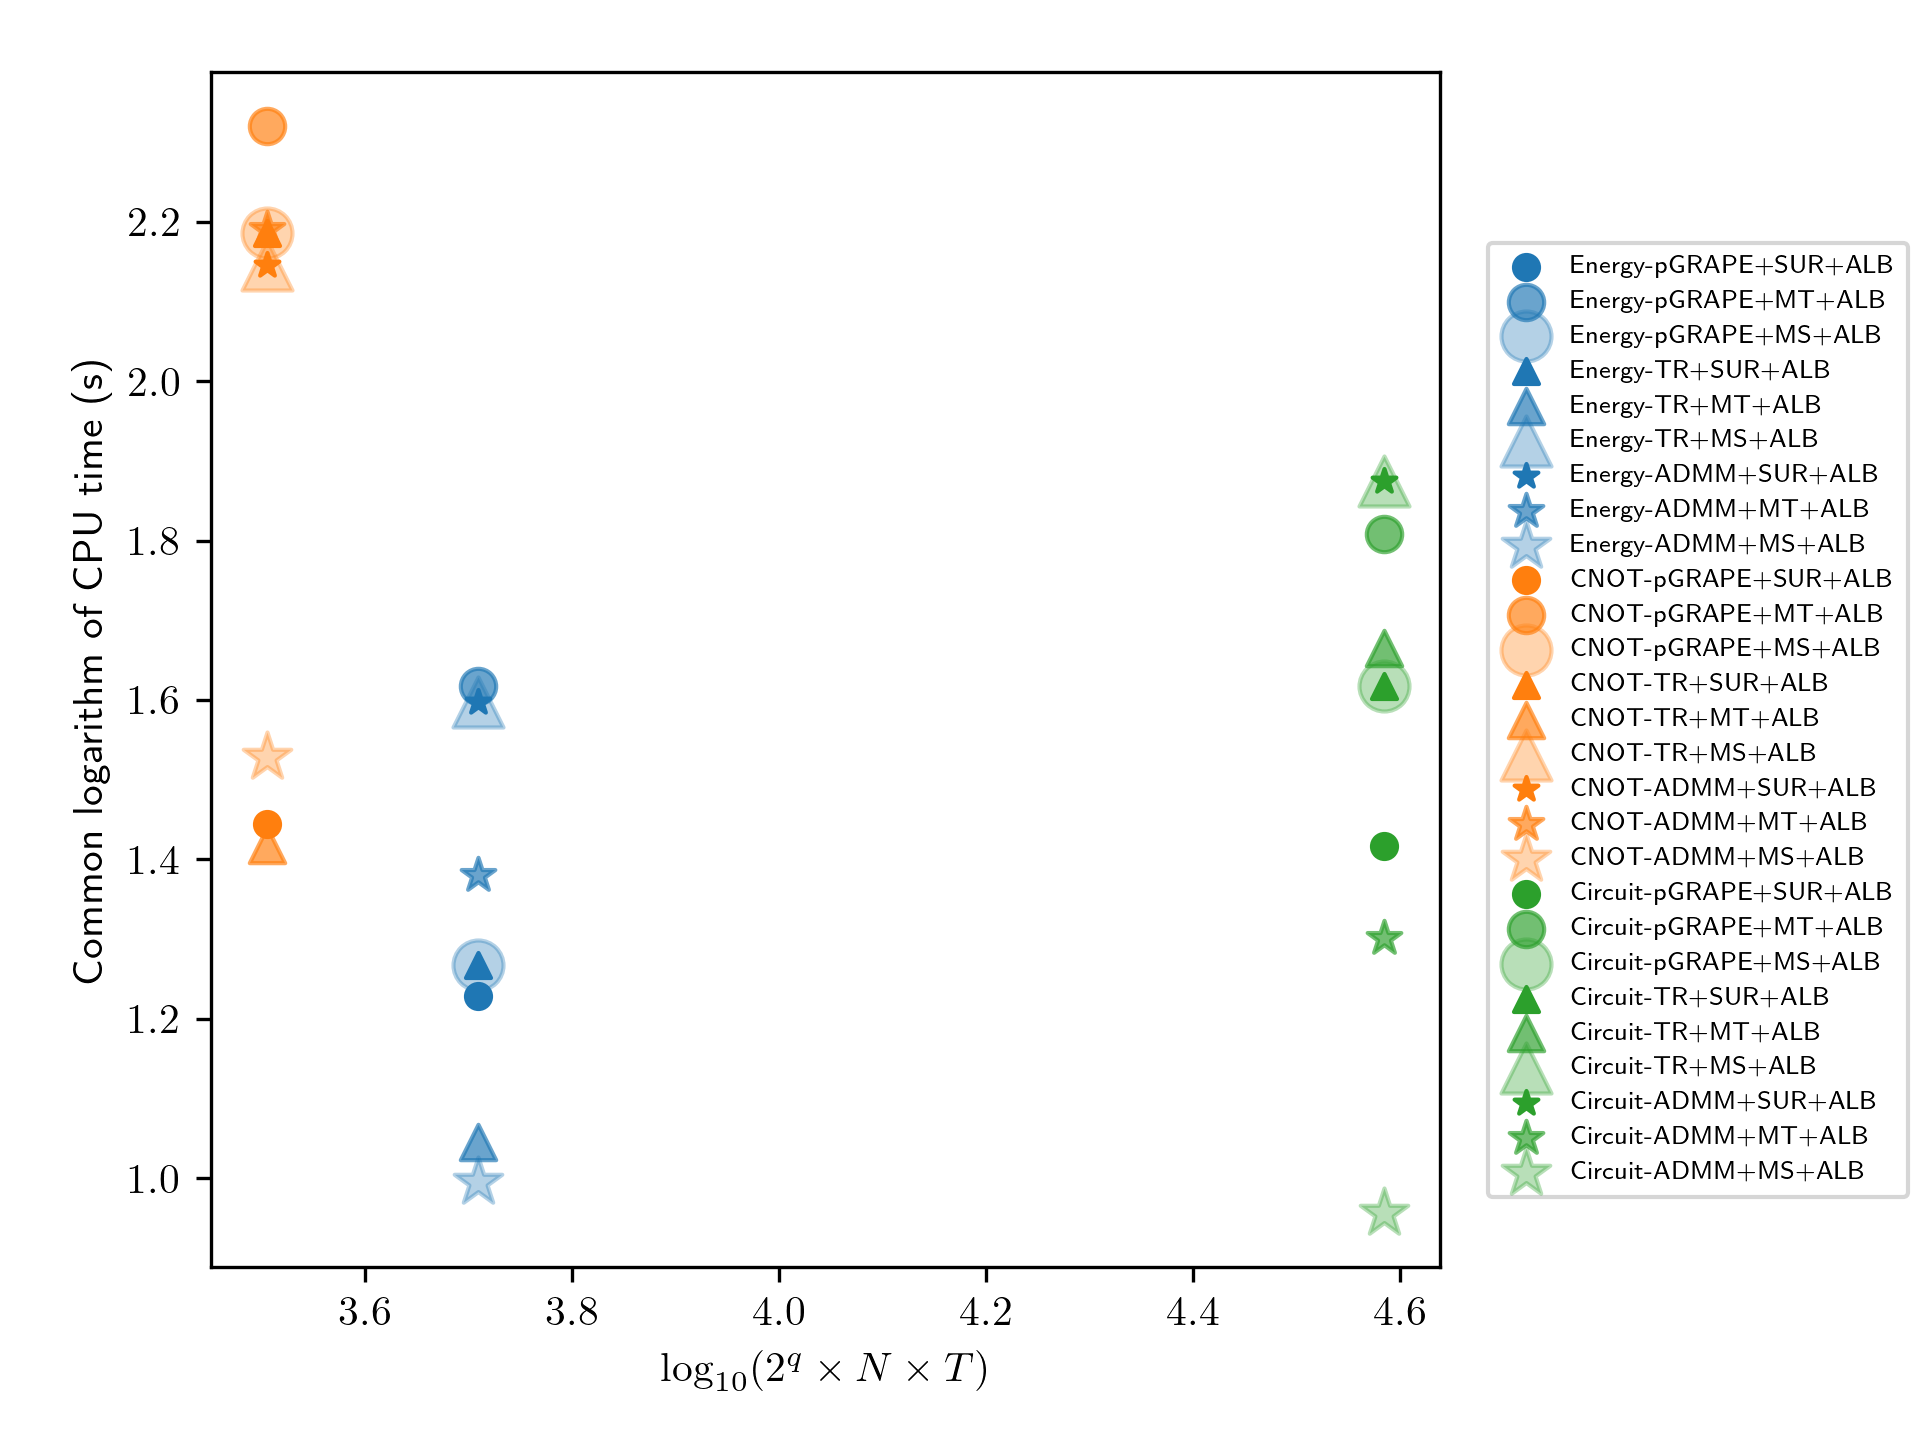 2.2
2.0
1.8
1.6
1.4
1.2
1.0
Common logarithm of CPU time (s)
3.6 3.8 4.0 4.2 4.4 4.6
log₁₀(2^q × N × T)
Energy-pGRAPE+SUR+ALB
Energy-pGRAPE+MT+ALB
Energy-pGRAPE+MS+ALB
Energy-TR+SUR+ALB
Energy-TR+MT+ALB
Energy-TR+MS+ALB
Energy-ADMM+SUR+ALB
Energy-ADMM+MT+ALB
Energy-ADMM+MS+ALB
CNOT-pGRAPE+SUR+ALB
CNOT-pGRAPE+MT+ALB
CNOT-pGRAPE+MS+ALB
CNOT-TR+SUR+ALB
CNOT-TR+MT+ALB
CNOT-TR+MS+ALB
CNOT-ADMM+SUR+ALB
CNOT-ADMM+MT+ALB
CNOT-ADMM+MS+ALB
Circuit-pGRAPE+SUR+ALB
Circuit-pGRAPE+MT+ALB
Circuit-pGRAPE+MS+ALB
Circuit-TR+SUR+ALB
Circuit-TR+MT+ALB
Circuit-TR+MS+ALB
Circuit-ADMM+SUR+ALB
Circuit-ADMM+MT+ALB
Circuit-ADMM+MS+ALB